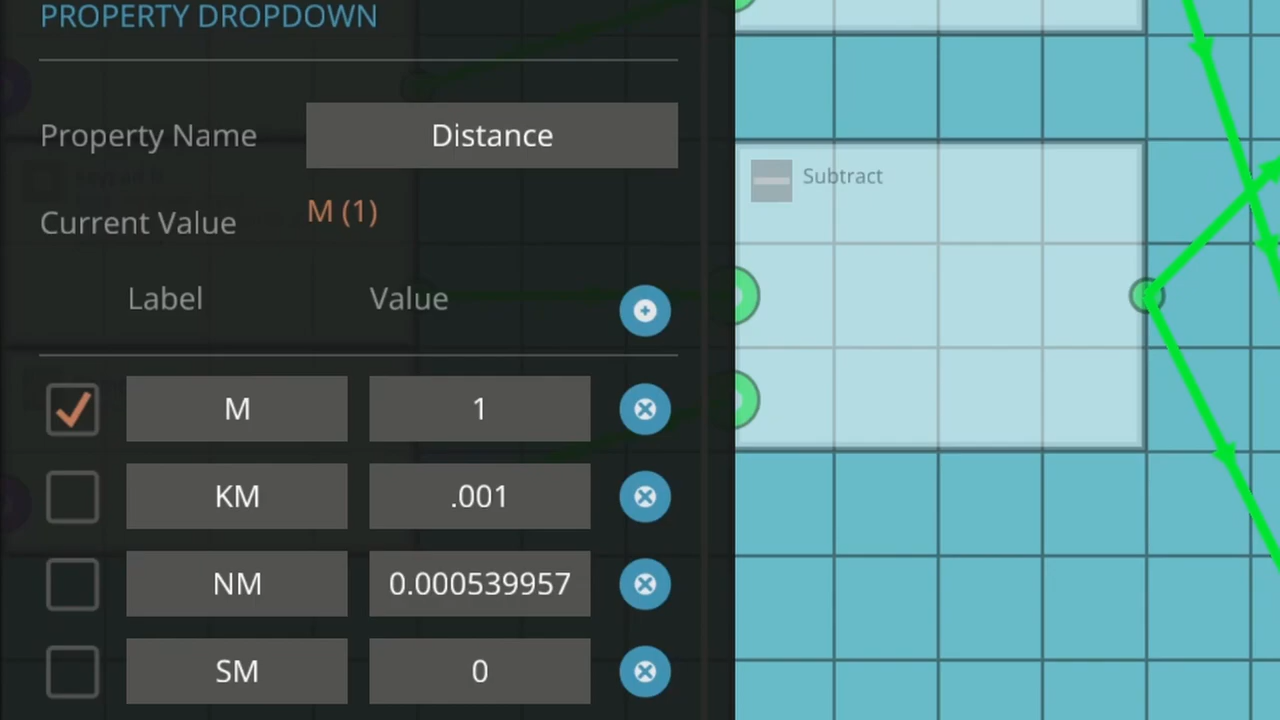 PROPERTY DROPDOWN
Property Name
Distance
Current Value
M (1)
Label
Value
M
1
KM
.001
NM
0.000539957
SM
0
Subtract